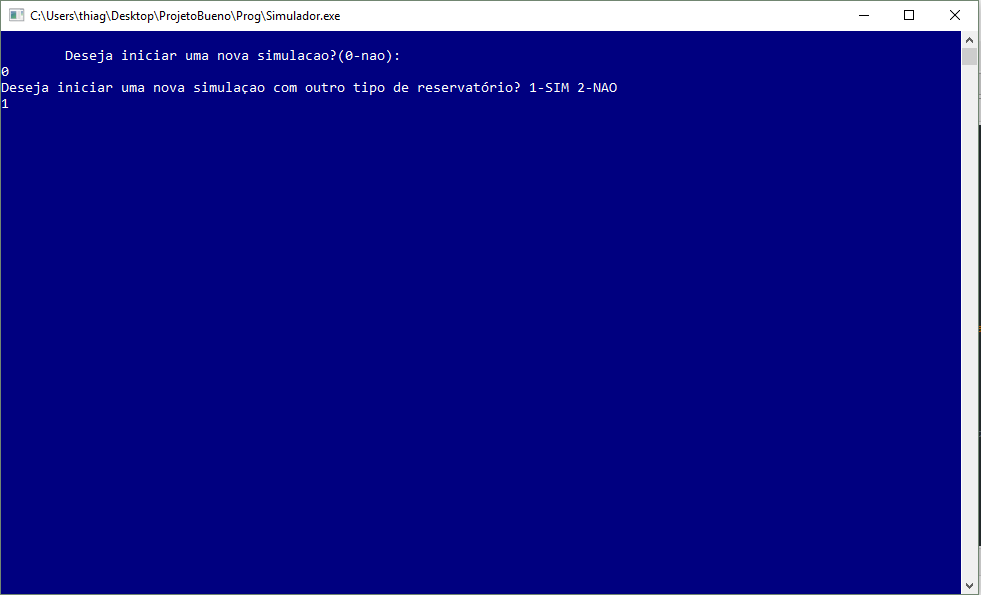 C:\Users\thiag\Desktop\ProjetoBueno\Prog\Simulador.exe
Deseja iniciar uma nova simulacao?(0-nao):
0
Deseja iniciar uma nova simulaçao com outro tipo de reservatório? 1-SIM 2-NAO
1